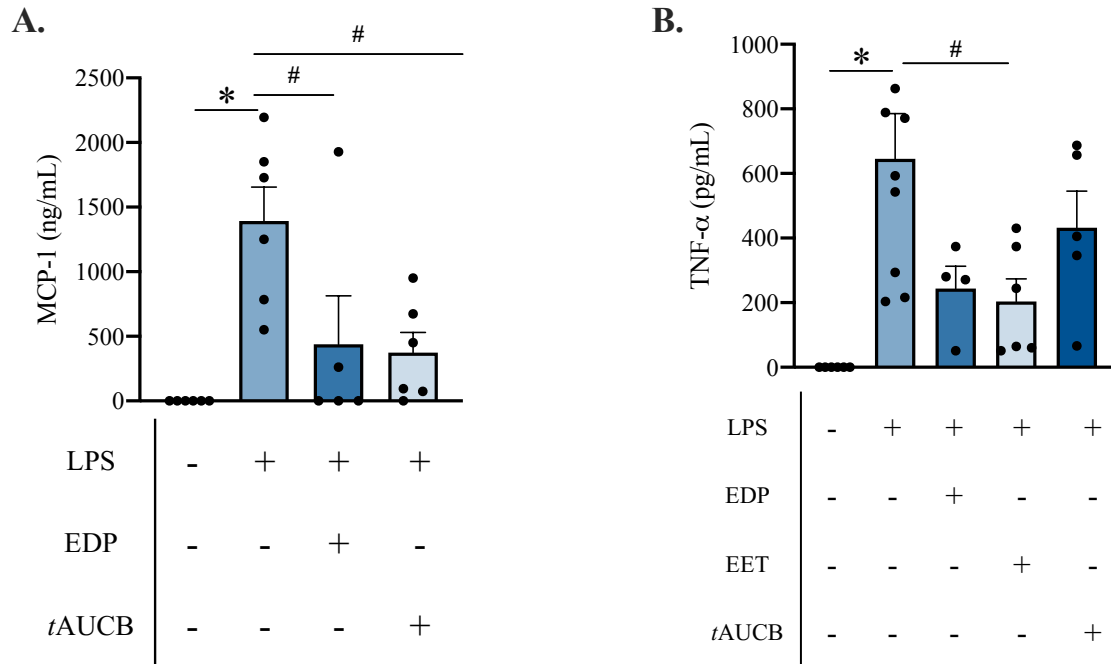 A.
#
#
*
MCP-1 (ng/mL)
2500
2000
1500
1000
500
0
LPS - + + +
EDP - - + -
tAUCB - - - +
B.
*
#
TNF-α (pg/mL)
1000
800
600
400
200
0
LPS - + + + +
EDP - - + - -
EET - - - + -
tAUCB - - - - +